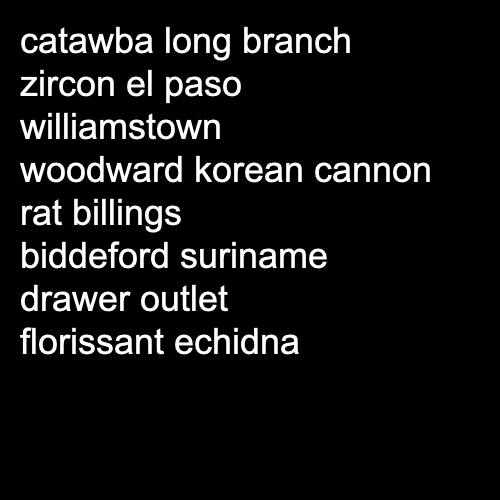 catawba long branch
zircon el paso
williamstown
woodward korean cannon
rat billings
biddeford suriname
drawer outlet
florissant echidna